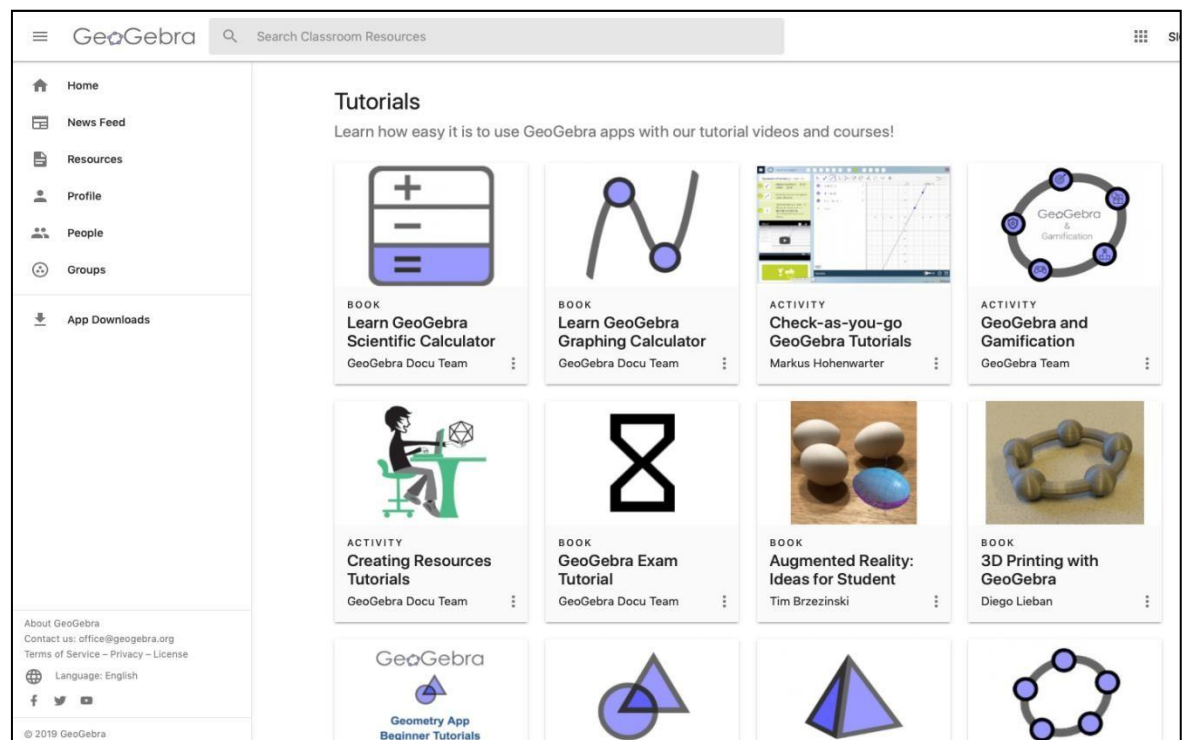 GeoGebra
Search Classroom Resources
Home
News Feed
Resources
Profile
People
Groups
App Downloads
Tutorials
Learn how easy it is to use GeoGebra apps with our tutorial videos and courses!
BOOK
Learn GeoGebra
Scientific Calculator
GeoGebra Docu Team
BOOK
Learn GeoGebra
Graphing Calculator
GeoGebra Docu Team
ACTIVITY
Check-as-you-go
GeoGebra Tutorials
Markus Hohenwarter
GeoGebra
&
Gamification
ACTIVITY
GeoGebra and
Gamification
GeoGebra Team
ACTIVITY
Creating Resources
Tutorials
GeoGebra Docu Team
BOOK
GeoGebra Exam
Tutorial
GeoGebra Docu Team
BOOK
Augmented Reality:
Ideas for Student
Tim Brzezinski
BOOK
3D Printing with
GeoGebra
Diego Lieban
GeoGebra
Geometry App
Beginner Tutorials
About GeoGebra
Contact us: office@geogebra.org
Terms of Service – Privacy – License
Language: English
© 2019 GeoGebra